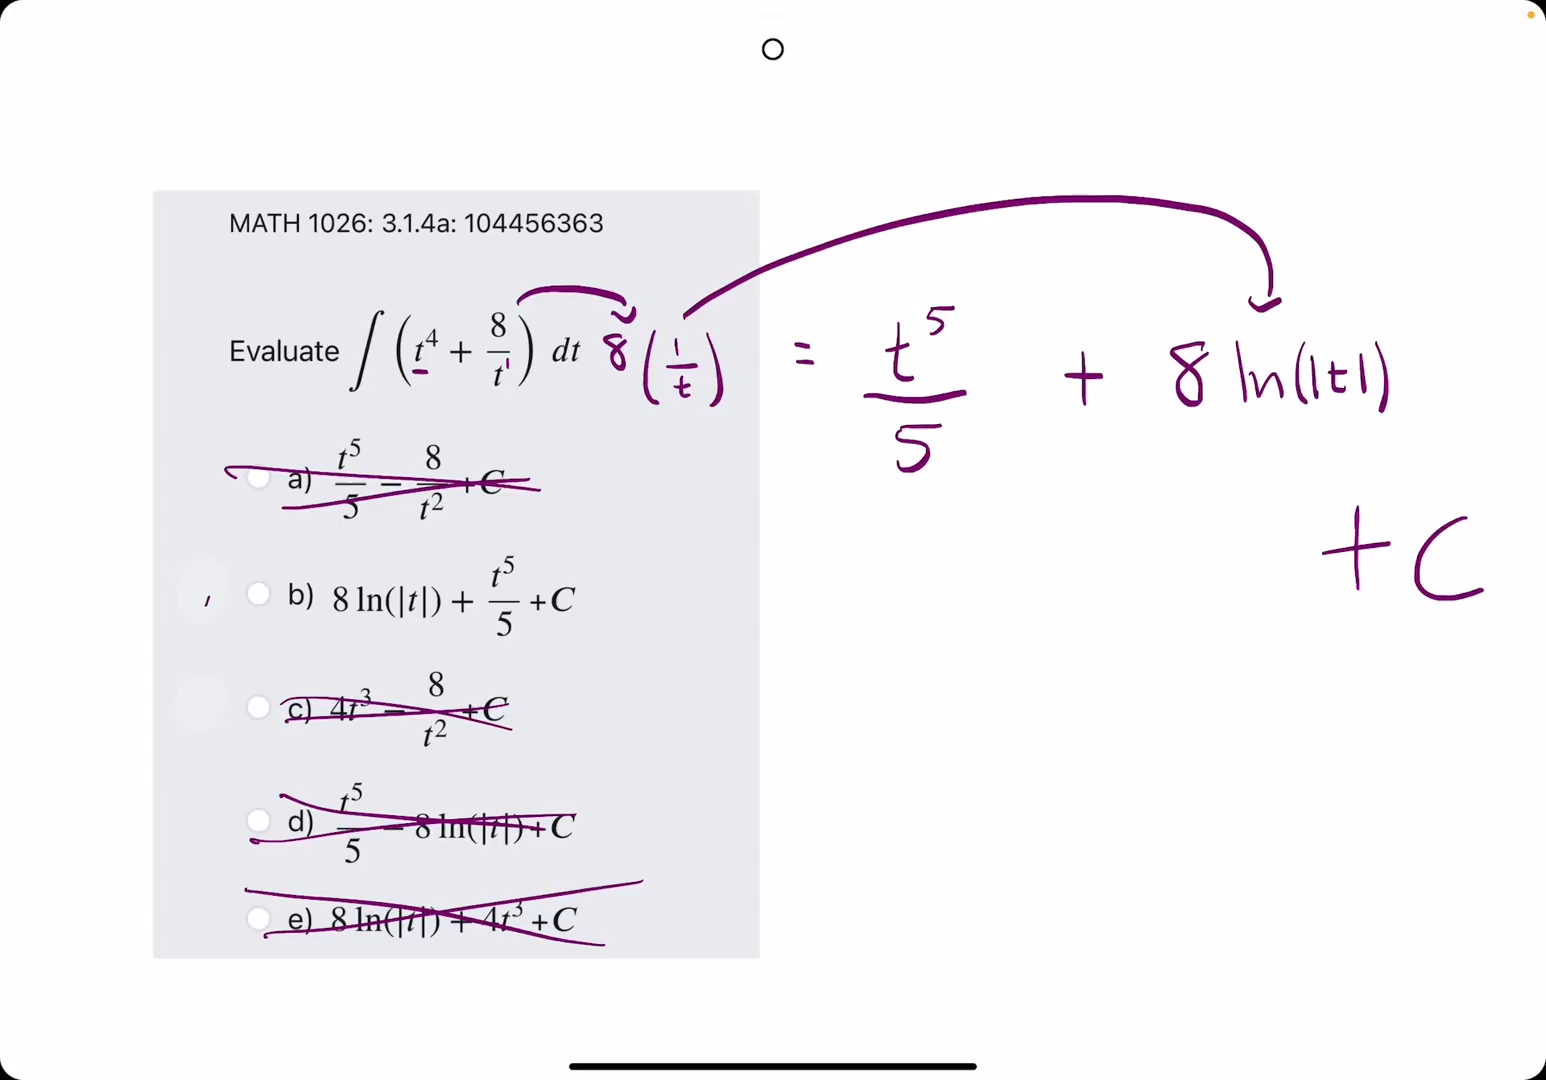 MATH 1026: 3.1.4a: 104456363
Evaluate ∫ (t⁴ + 8/t¹) dt 8(1/t) = t⁵/5 + 8 ln(|t|)
+ C
a) t⁵/5 − 8/t² +C
b) 8 ln(|t|) + t⁵/5 +C
c) 4t³ − 8/t² +C
d) t⁵/5 − 8 ln(|t|)+C
e) 8 ln(|t|) + 4t³ +C